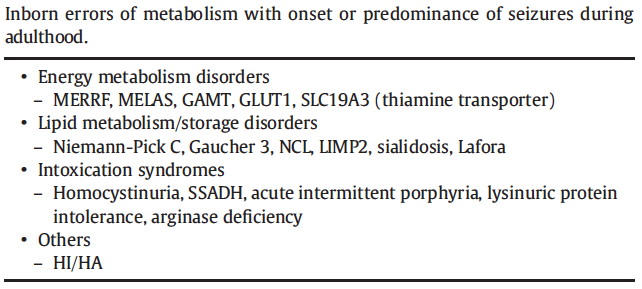 Inborn errors of metabolism with onset or predominance of seizures during
adulthood.
• Energy metabolism disorders
– MERRF, MELAS, GAMT, GLUT1, SLC19A3 (thiamine transporter)
• Lipid metabolism/storage disorders
– Niemann-Pick C, Gaucher 3, NCL, LIMP2, sialidosis, Lafora
• Intoxication syndromes
– Homocystinuria, SSADH, acute intermittent porphyria, lysinuric protein
intolerance, arginase deficiency
• Others
– HI/HA